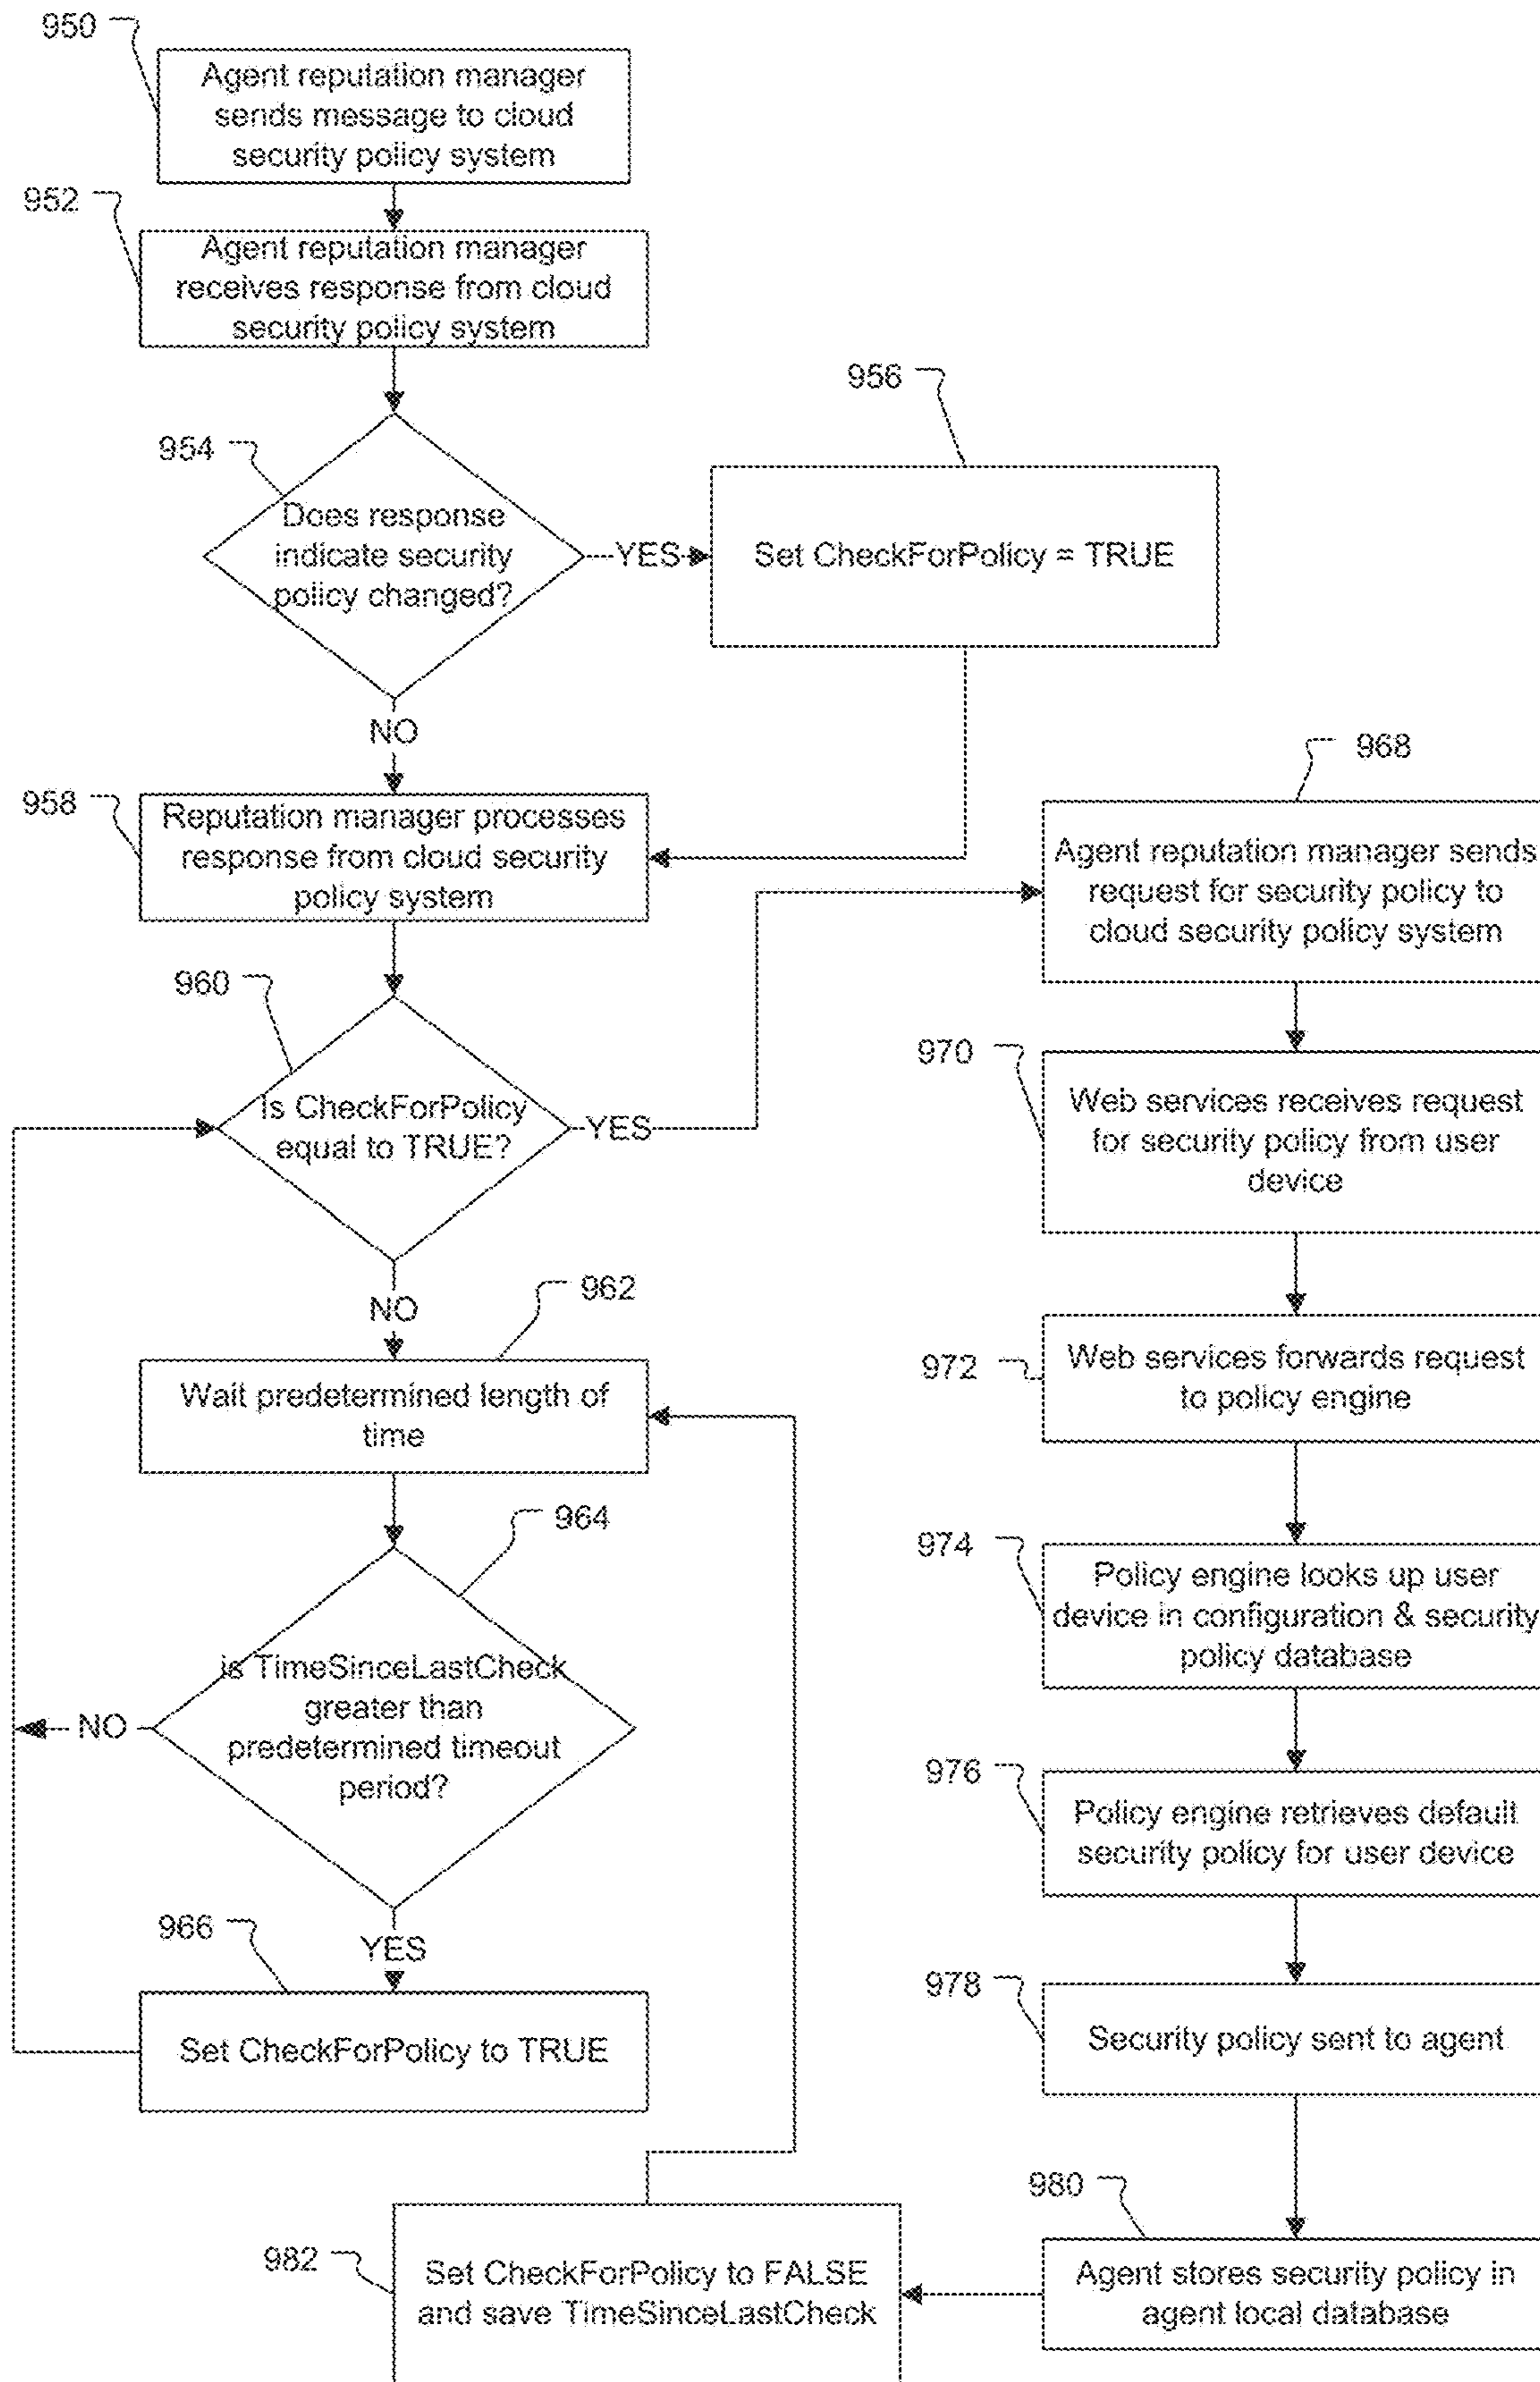 950
Agent reputation manager
sends message to cloud
security policy system
952
Agent reputation manager
receives response from cloud
security policy system
954
Does response
indicate security
policy changed?
YES
956
Set CheckForPolicy = TRUE
NO
958
Reputation manager processes
response from cloud security
policy system
960
Is CheckForPolicy
equal to TRUE?
YES
NO
962
Wait predetermined length of
time
964
is TimeSinceLastCheck
greater than
predetermined timeout
period?
NO
YES
966
Set CheckForPolicy to TRUE
968
Agent reputation manager sends
request for security policy to
cloud security policy system
970
Web services receives request
for security policy from user
device
972
Web services forwards request
to policy engine
974
Policy engine looks up user
device in configuration & security
policy database
976
Policy engine retrieves default
security policy for user device
978
Security policy sent to agent
980
Agent stores security policy in
agent local database
982
Set CheckForPolicy to FALSE
and save TimeSinceLastCheck